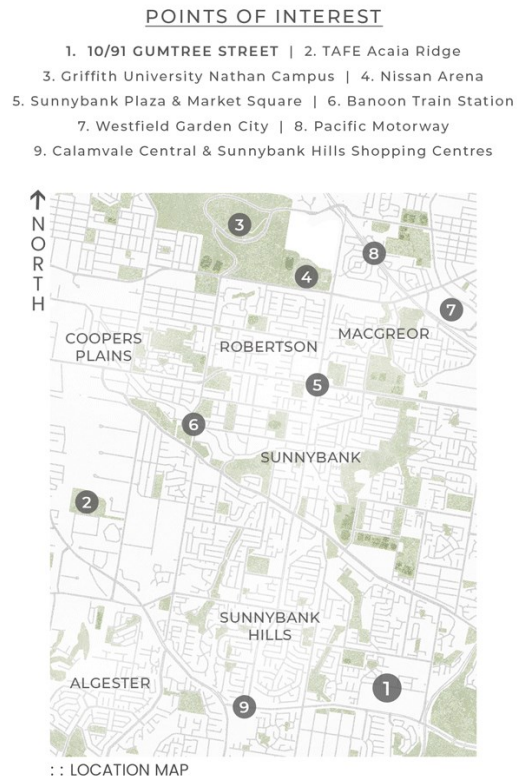 POINTS OF INTEREST
1. 10/91 GUMTREE STREET | 2. TAFE Acaia Ridge
3. Griffith University Nathan Campus | 4. Nissan Arena
5. Sunnybank Plaza & Market Square | 6. Banoon Train Station
7. Westfield Garden City | 8. Pacific Motorway
9. Calamvale Central & Sunnybank Hills Shopping Centres
NORTH
3
8
4
7
COOPERS
PLAINS
ROBERTSON
MACGREOR
5
6
SUNNYBANK
2
SUNNYBANK
HILLS
ALGESTER
1
9
: : LOCATION MAP